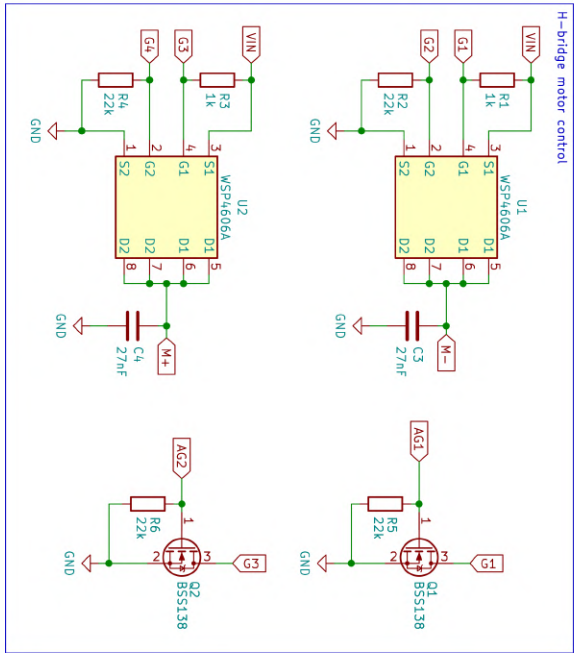 H-bridge motor control
VIN
R1
1k
G1
G2
R2
22k
GND
3
S1
4
G1
2
G2
1
S2
U1
WSP4606A
D1
5
D1
6
D2
7
D2
8
M-
C3
27nF
GND
AG1
R5
22k
1
2
3
G1
Q1
BSS138
GND
VIN
R3
1k
G3
G4
R4
22k
GND
3
S1
4
G1
2
G2
1
S2
U2
WSP4606A
D1
5
D1
6
D2
7
D2
8
M+
C4
27nF
GND
AG2
R6
22k
1
2
3
G3
Q2
BSS138
GND